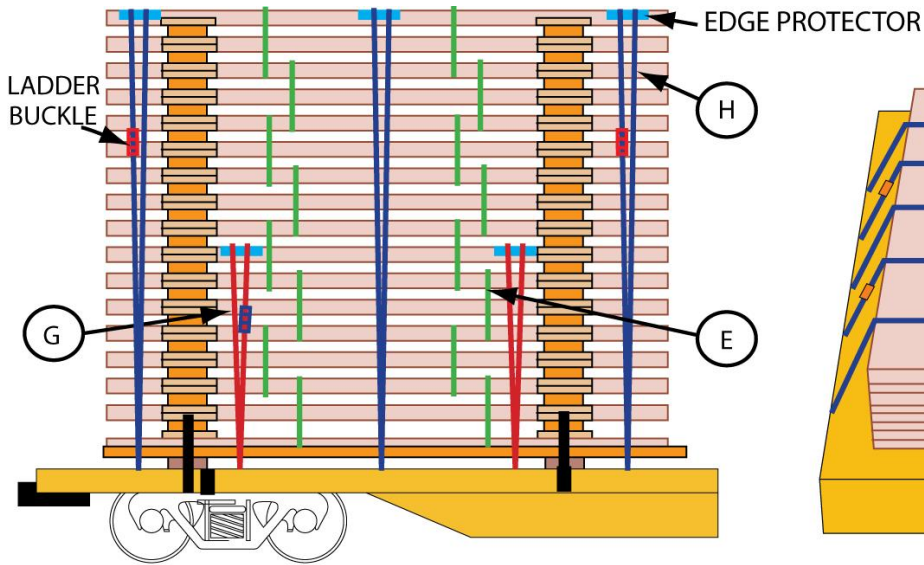 EDGE PROTECTOR
LADDER
BUCKLE
H
G
E